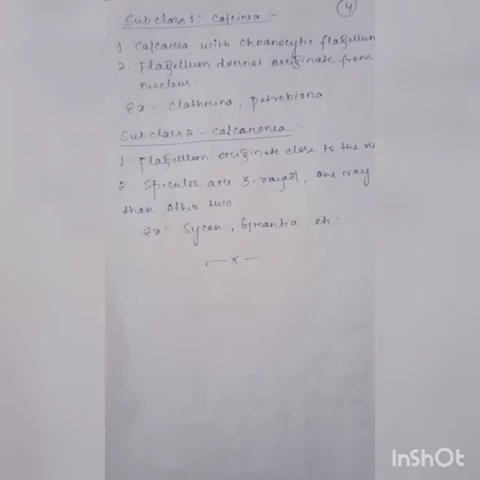 4
Subclass 1:- Calcinea :-
1. Calcarea with choanocytic flagellum
2. Flagellum doesnot originate from
nucleus.
Ex:- Clathrina, petrobiona.
Subclass 2:- Calcaronea :-
1 Flagellum originate close to the
2 Spicules are 3-rayed, one ray
than other two.
Ex:- Sycon, Grantia etc.
x
InShOt